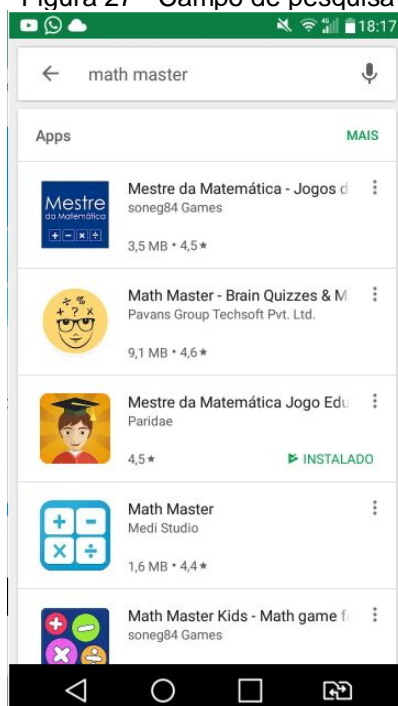 Figura 27 - Campo de pesquisa
4G 18:17
math master
Apps MAIS
Mestre
da Matemática
+ - × ÷
Mestre da Matemática - Jogos d
soneg84 Games
3,5 MB • 4,5★
÷ %
+ ? ×
Math Master - Brain Quizzes & M
Pavans Group Techsoft Pvt. Ltd.
9,1 MB • 4,6★
Mestre da Matemática Jogo Edu
Paridae
4,5★ INSTALADO
+ -
× ÷
Math Master
Medi Studio
1,6 MB • 4,4★
+ -
× ÷
Math Master Kids - Math game f
soneg84 Games